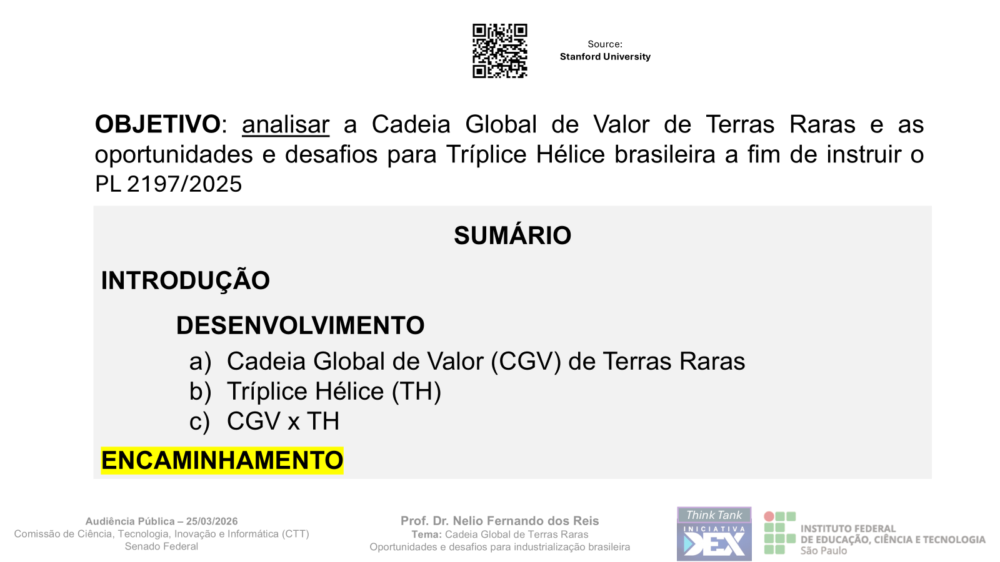 Source:
Stanford University
OBJETIVO: analisar a Cadeia Global de Valor de Terras Raras e as
oportunidades e desafios para Tríplice Hélice brasileira a fim de instruir o
PL 2197/2025
SUMÁRIO
INTRODUÇÃO
DESENVOLVIMENTO
a) Cadeia Global de Valor (CGV) de Terras Raras
b) Tríplice Hélice (TH)
c) CGV x TH
ENCAMINHAMENTO
Audiência Pública – 25/03/2026
Comissão de Ciência, Tecnologia, Inovação e Informática (CTT)
Senado Federal
Prof. Dr. Nelio Fernando dos Reis
Tema: Cadeia Global de Terras Raras
Oportunidades e desafios para industrialização brasileira
Think Tank
INICIATIVA
DEX
INSTITUTO FEDERAL
DE EDUCAÇÃO, CIÊNCIA E TECNOLOGIA
São Paulo